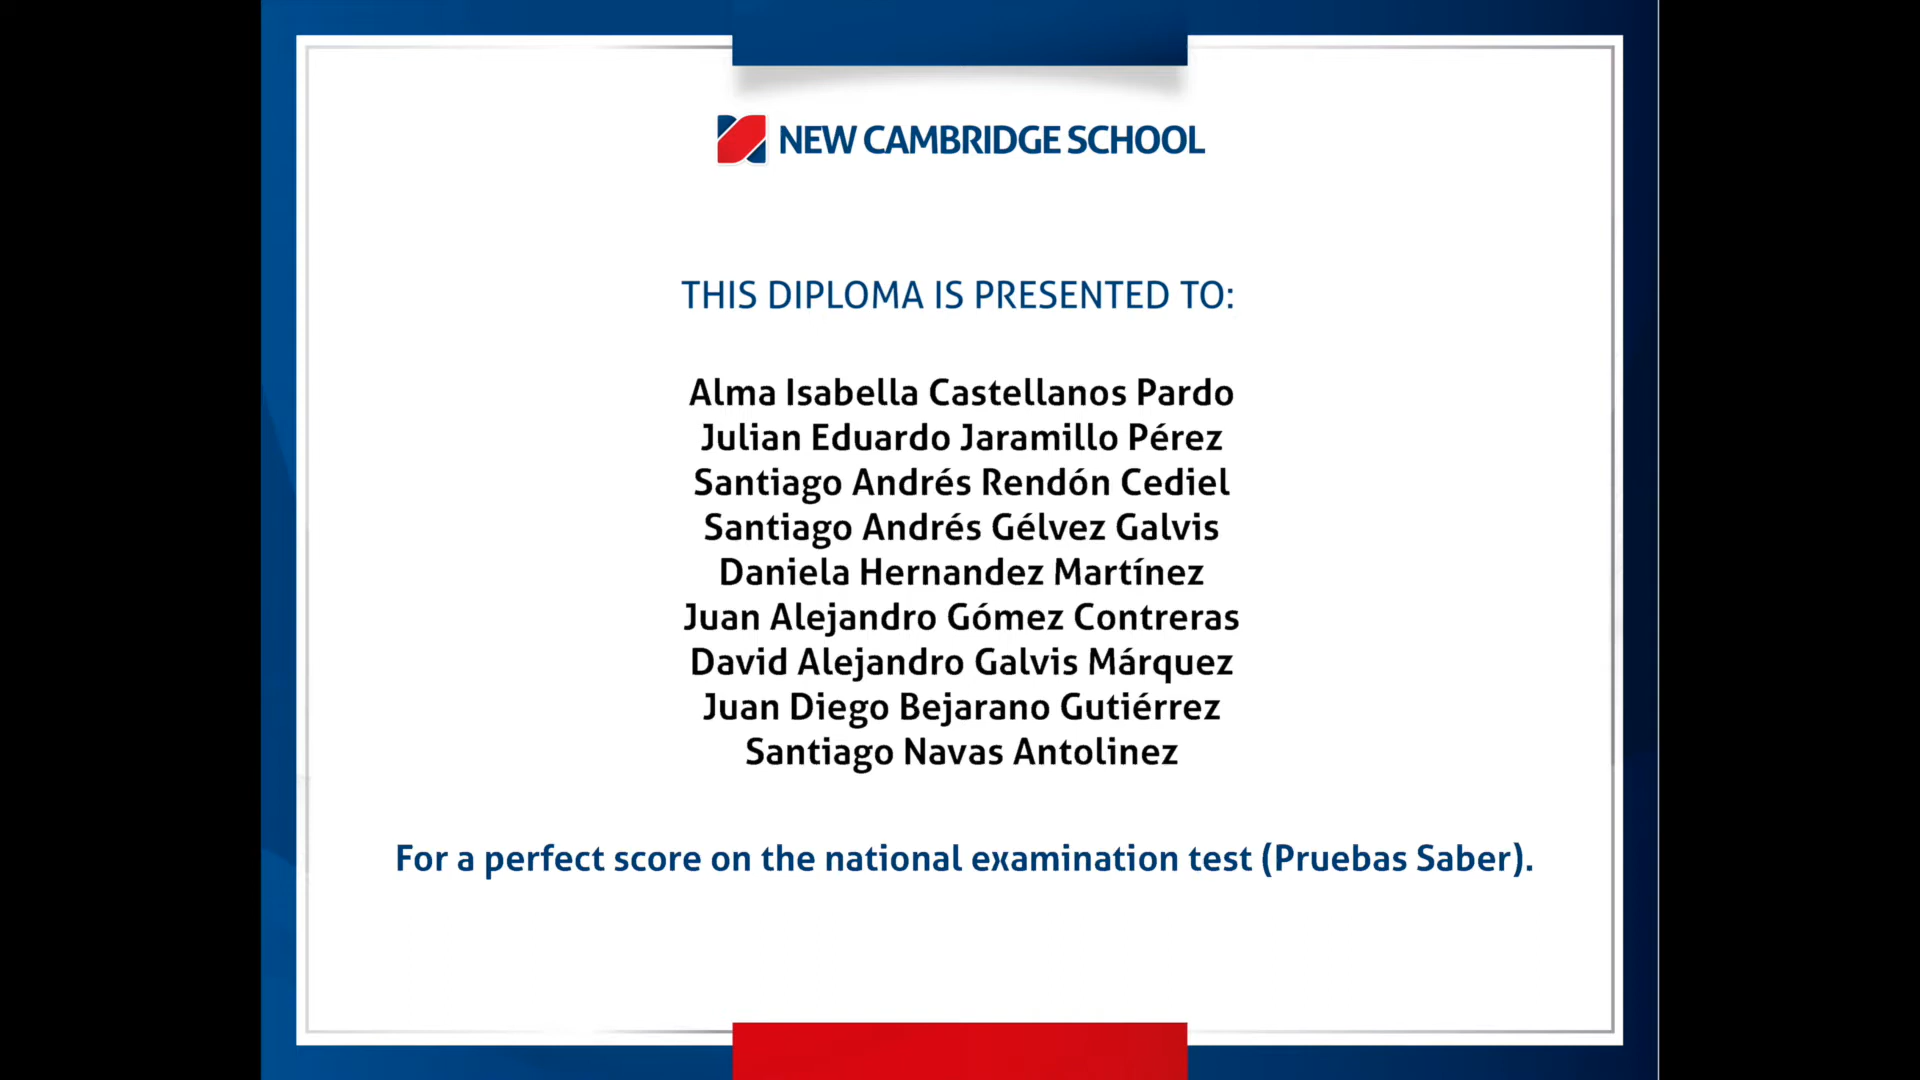 NEW CAMBRIDGE SCHOOL
THIS DIPLOMA IS PRESENTED TO:
Alma Isabella Castellanos Pardo
Julian Eduardo Jaramillo Pérez
Santiago Andrés Rendón Cediel
Santiago Andrés Gélvez Galvis
Daniela Hernandez Martínez
Juan Alejandro Gómez Contreras
David Alejandro Galvis Márquez
Juan Diego Bejarano Gutiérrez
Santiago Navas Antolinez
For a perfect score on the national examination test (Pruebas Saber).